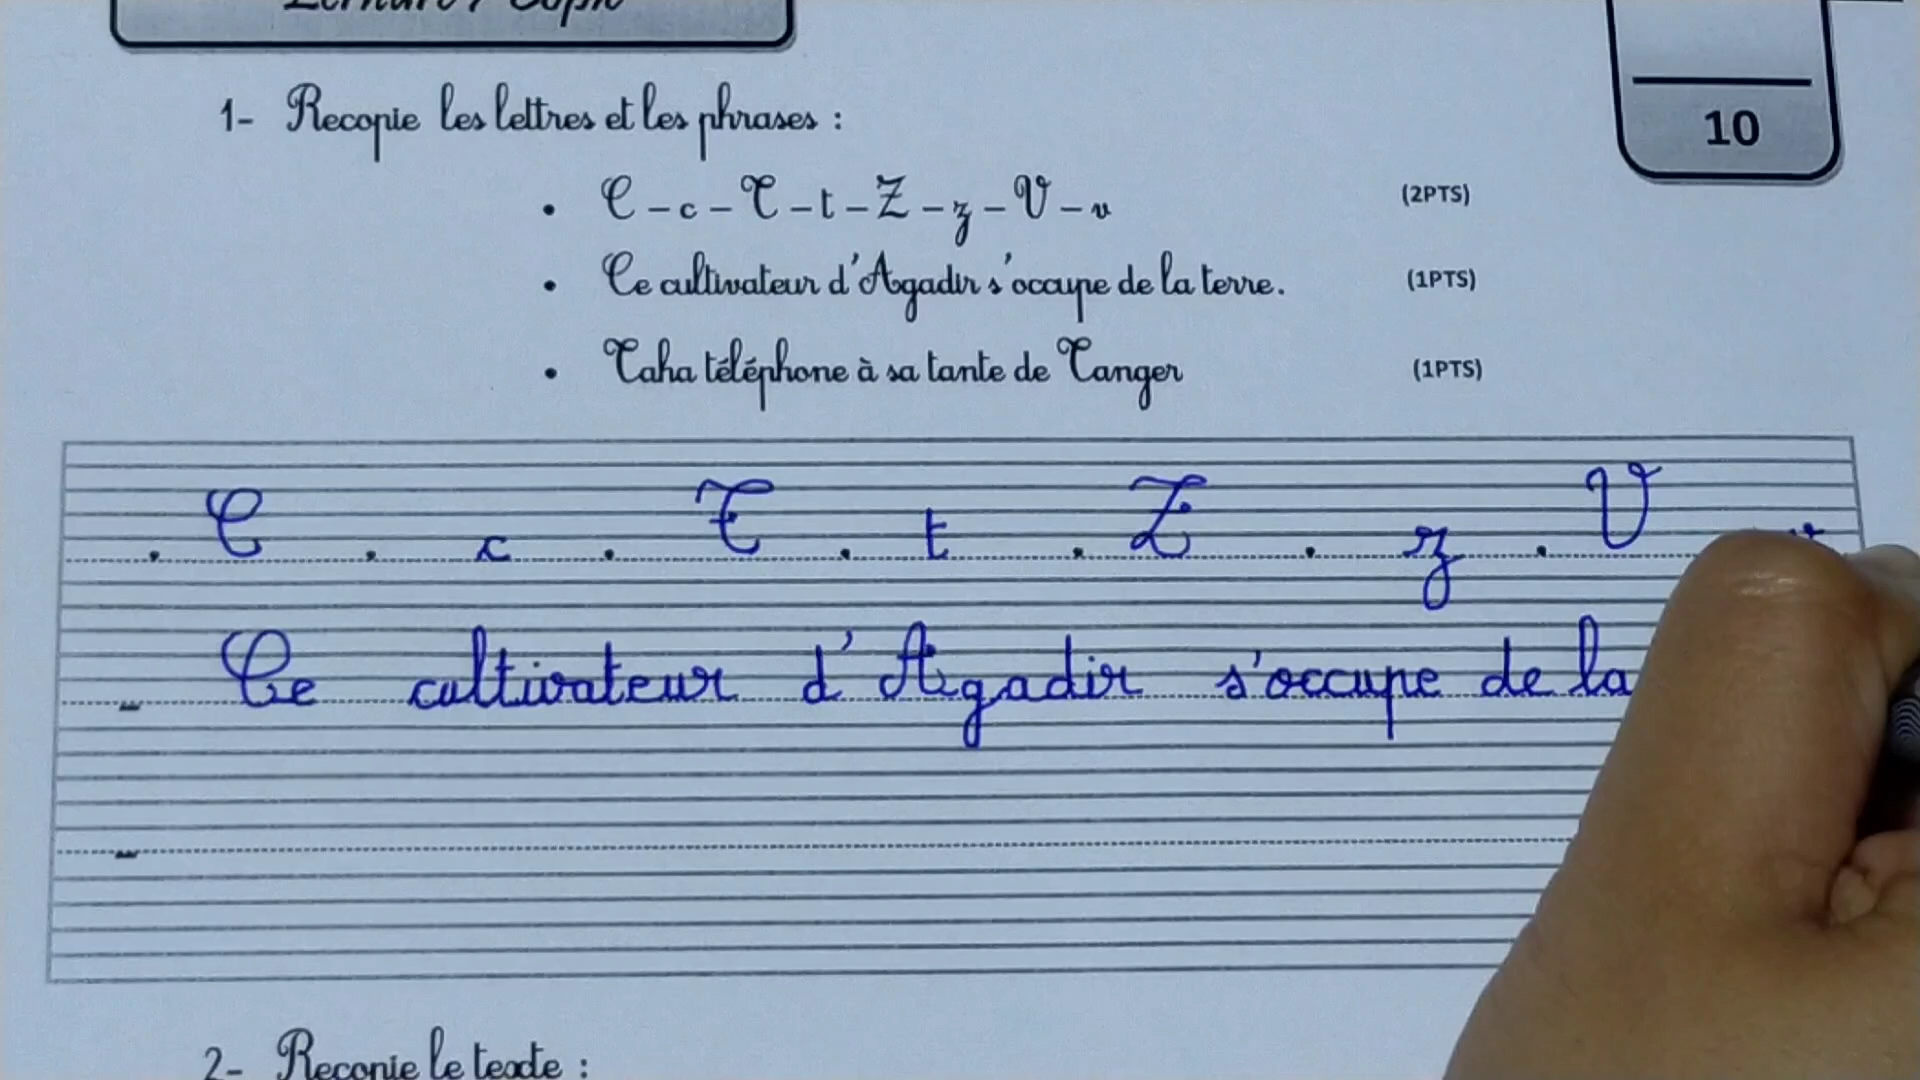 1- Recopie les lettres et les phrases :
10
• C - c - T - t - Z - z - V - v (2PTS)
• Ce cultivateur d'Agadir s'occupe de la terre. (1PTS)
• Taha téléphone à sa tante de Tanger (1PTS)
. C . c . T . t . Z . z . V v
- Ce cultivateur d'Agadir s'occupe de la
-
2- Recopie le texte :